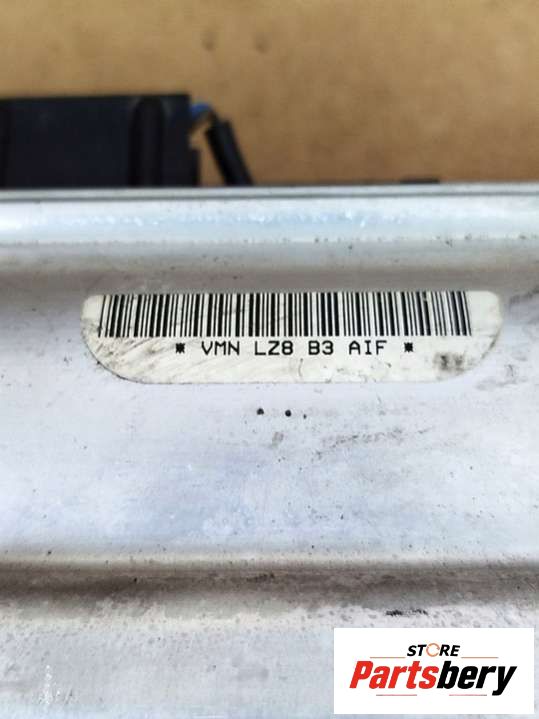 * VMN LZ8 B3 AIF *
STORE
Partsbery